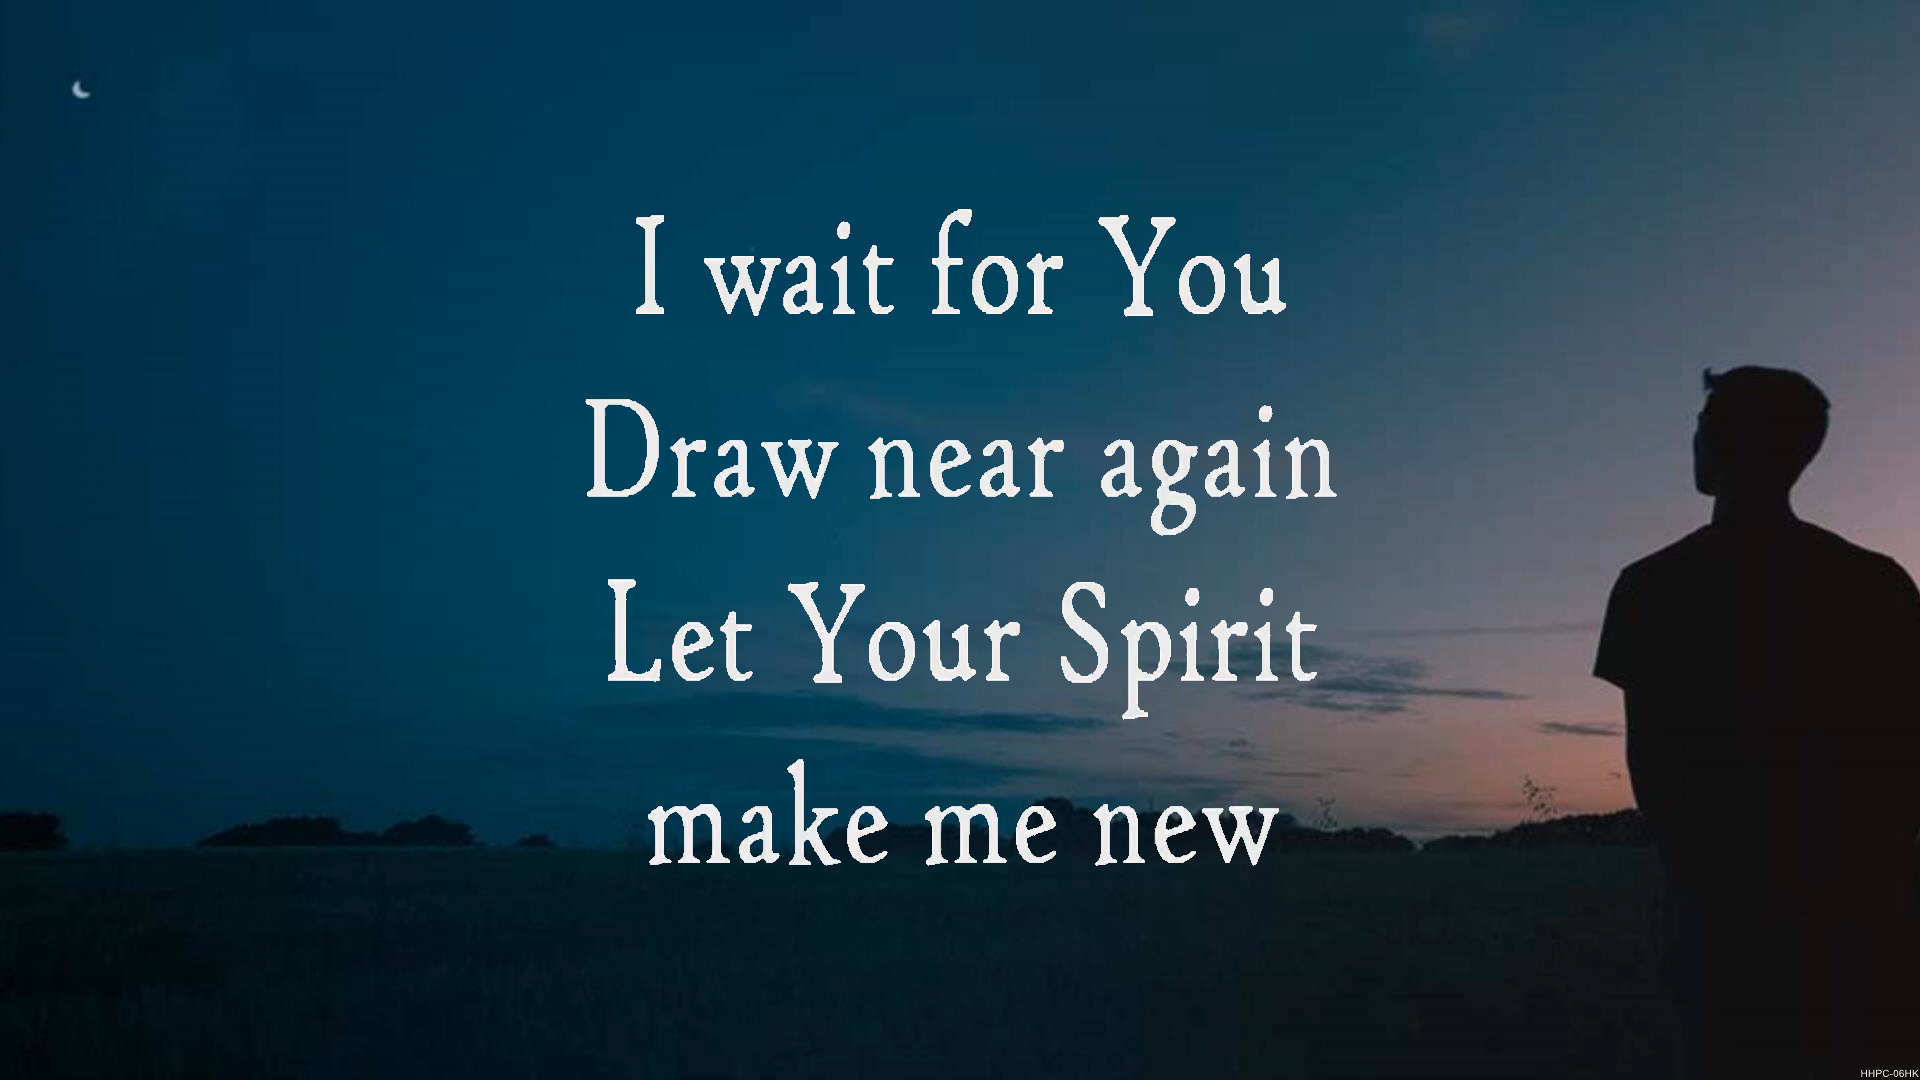 I wait for You
Draw near again
Let Your Spirit
make me new
HHPC-06HK